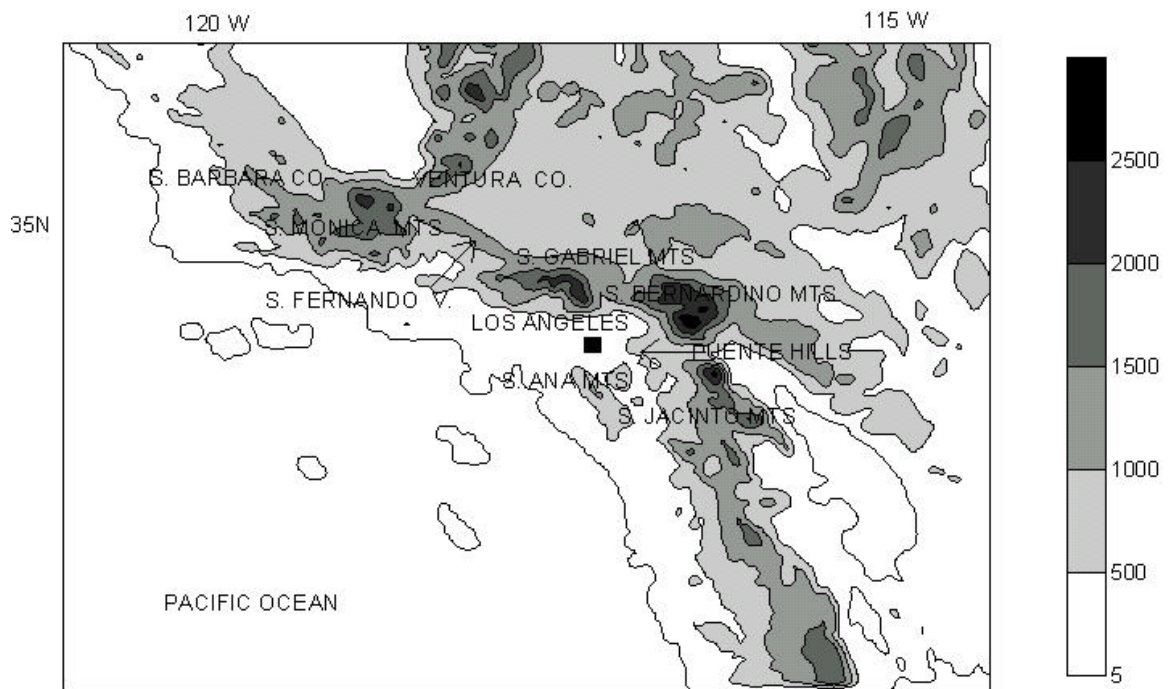 120 W
115 W
2500
S. BARBARA CO.
VENTURA CO.
2000
35N
S. MONICA MTS
S. GABRIEL MTS
S. FERNANDO V.
S. BERNARDINO MTS
LOS ANGELES
PUENTE HILLS
1500
S. ANA MTS
S. JACINTO MTS
1000
500
PACIFIC OCEAN
5